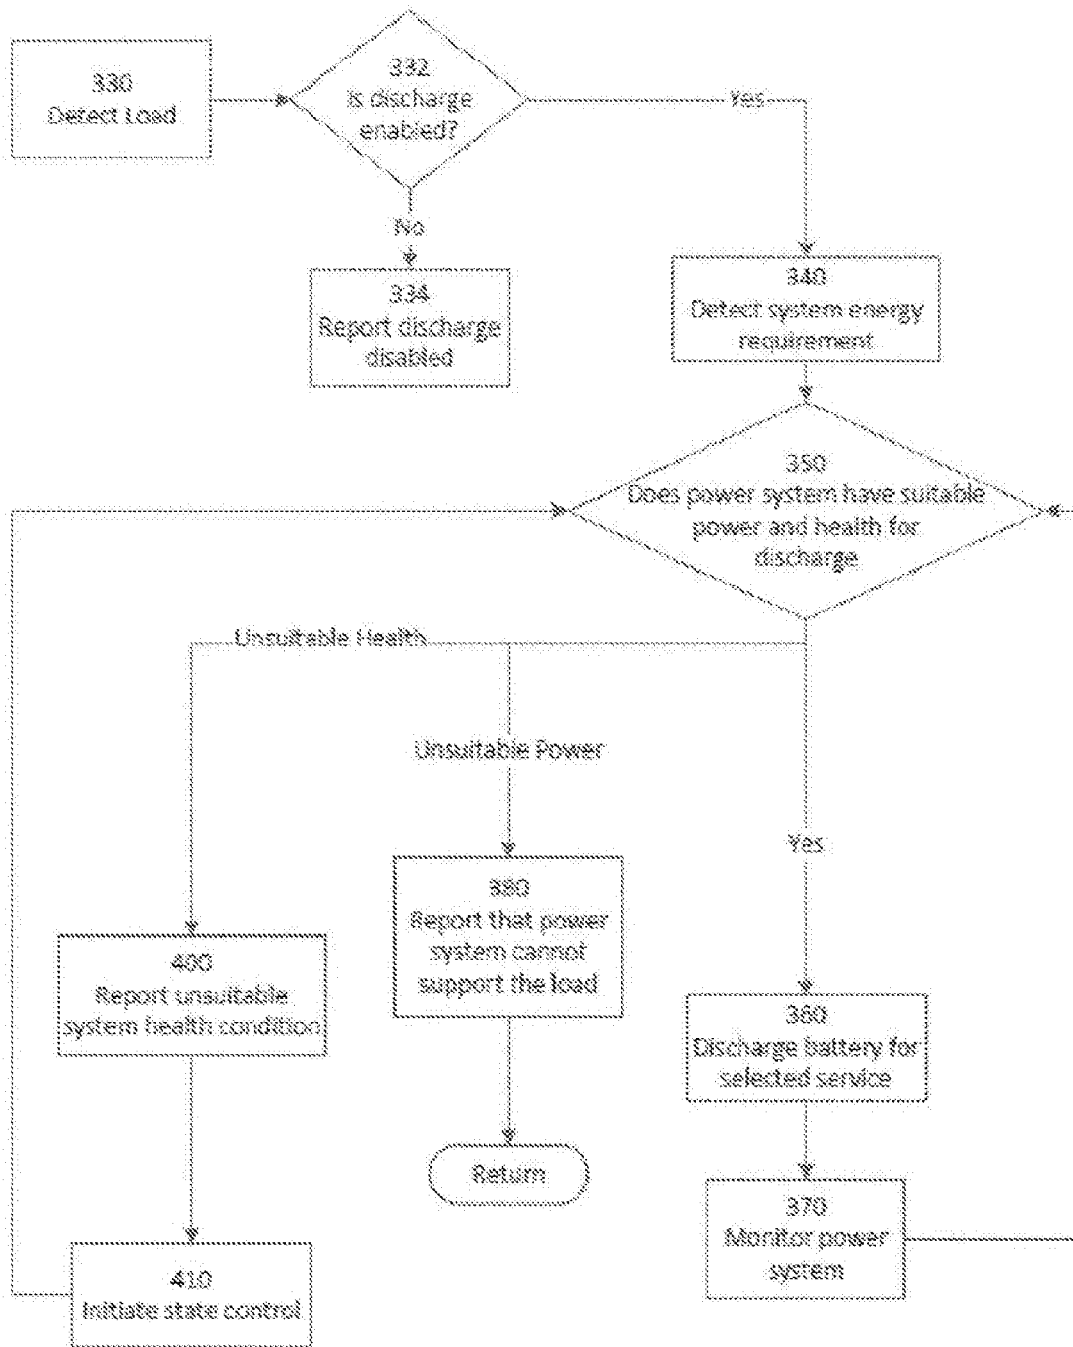 330
Detect Load
332
Is discharge
enabled?
Yes
No
334
Report discharge
disabled
340
Detect system energy
requirement
350
Does power system have suitable
power and health for
discharge
Unsuitable Health
Unsuitable Power
Yes
380
Report that power
system cannot
support the load
400
Report unsuitable
system health condition
360
Discharge battery for
selected service
Return
370
Monitor power
system
410
Initiate state control